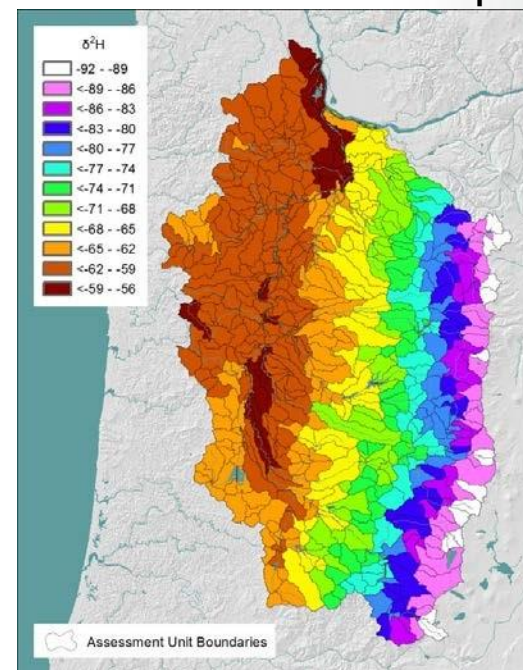 δ²H
-92 - -89
<-89 - -86
<-86 - -83
<-83 - -80
<-80 - -77
<-77 - -74
<-74 - -71
<-71 - -68
<-68 - -65
<-65 - -62
<-62 - -59
<-59 - -56
Assessment Unit Boundaries